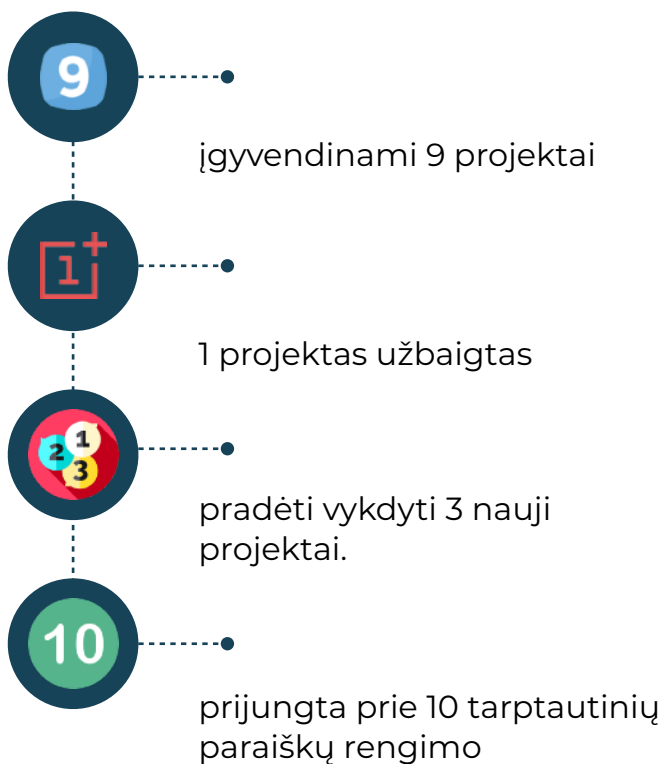 9
įgyvendinami 9 projektai
1+
1 projektas užbaigtas
1
2
3
pradėti vykdyti 3 nauji
projektai.
10
prijungta prie 10 tarptautinių
paraiškų rengimo